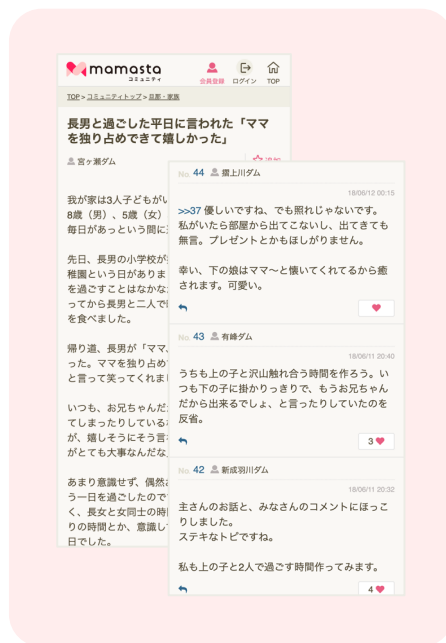 mamasta
コミュニティ
会員登録 ログイン TOP
TOP > コミュニティトップ > 旦那・家族
長男と過ごした平日に言われた「ママ
を独り占めできて嬉しかった」
宮ヶ瀬ダム
我が家は3人子どもがい
8歳（男）、5歳（女）
毎日があっという間に
先日、長男の小学校が
稚園という日がありま
を過ごすことはなかな
ってから長男と二人で
を食べました。
帰り道、長男が「ママ、
った。ママを独り占め
と言って笑ってくれま
いつも、お兄ちゃんだ
てしまったりしている
が、嬉しそうにそう言
がとても大事なんだな
あまり意識せず、偶然
う一日を過ごしたので
く、長女と女同士の時
りの時間とか、意識し
日でした。
No. 44 摺上川ダム
18/06/12 00:15
>>37 優しいですね、でも照れじゃないです。
私がいたら部屋から出てこないし、出てきても
無言。プレゼントとかもほしがりません。
幸い、下の娘はママ〜と懐いてくれてるから癒
されます。可愛い。
No. 43 有峰ダム
18/06/11 20:40
うちも上の子と沢山触れ合う時間を作ろう。い
つも下の子に掛かりっきりで、もうお兄ちゃん
だから出来るでしょ、と言ったりしていたのを
反省。
3
No. 42 新成羽川ダム
18/06/11 20:32
主さんのお話と、みなさんのコメントにほっこ
りしました。
ステキなトピですね。
私も上の子と2人で過ごす時間作ってみます。
4